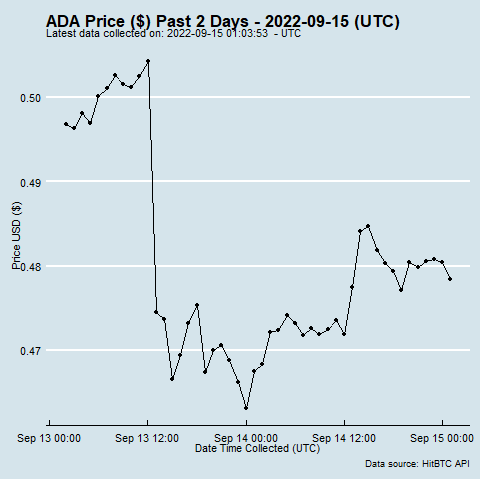 ADA Price ($) Past 2 Days - 2022-09-15 (UTC)
Latest data collected on: 2022-09-15 01:03:53  - UTC
0.50
0.49
0.48
0.47
Price USD ($)
Sep 13 00:00 Sep 13 12:00 Sep 14 00:00 Sep 14 12:00 Sep 15 00:00
Date Time Collected (UTC)
Data source: HitBTC API